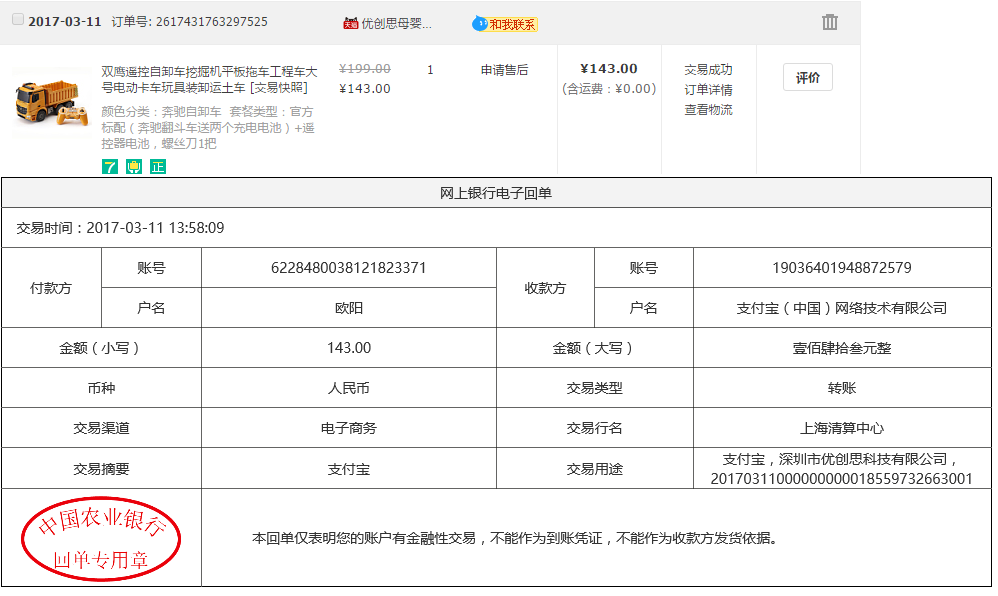 2017-03-11 订单号: 2617431763297525 天猫 优创思母婴... 和我联系
双鹰遥控自卸车挖掘机平板拖车工程车大 ¥199.00 1 申请售后 ¥143.00 交易成功 评价
号电动卡车玩具装卸运土车 [交易快照] ¥143.00 (含运费：¥0.00) 订单详情
颜色分类：奔驰自卸车 套餐类型：官方 查看物流
标配（奔驰翻斗车送两个充电电池）+遥
控器电池，螺丝刀1把
7 正
网上银行电子回单
交易时间：2017-03-11 13:58:09
付款方 账号 6228480038121823371 收款方 账号 19036401948872579
户名 欧阳 户名 支付宝（中国）网络技术有限公司
金额（小写） 143.00 金额（大写） 壹佰肆拾叁元整
币种 人民币 交易类型 转账
交易渠道 电子商务 交易行名 上海清算中心
交易摘要 支付宝 交易用途 支付宝，深圳市优创思科技有限公司，
2017031100000000018559732663001
中国农业银行
回单专用章
本回单仅表明您的账户有金融性交易，不能作为到账凭证，不能作为收款方发货依据。